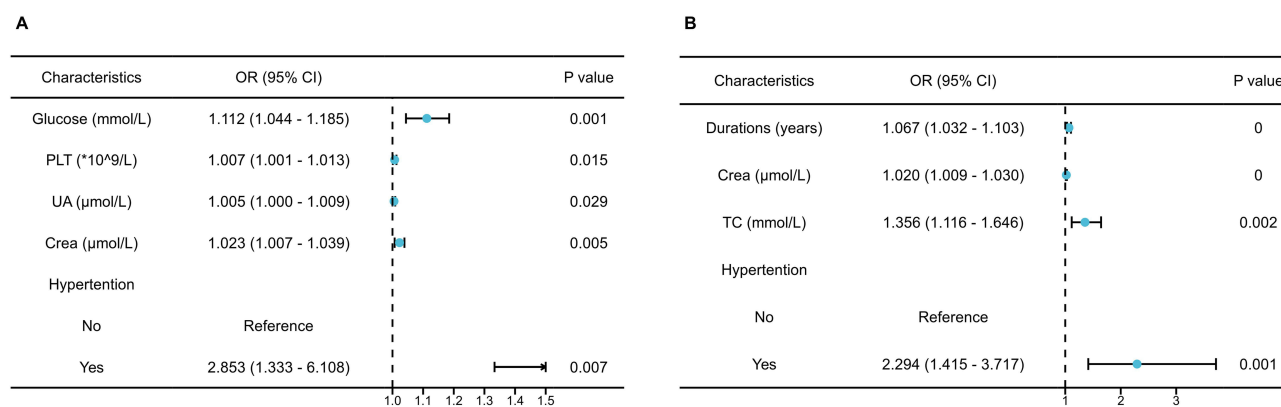 A
Characteristics OR (95% CI) P value
Glucose (mmol/L) 1.112 (1.044 - 1.185) 0.001
PLT (*10^9/L) 1.007 (1.001 - 1.013) 0.015
UA (μmol/L) 1.005 (1.000 - 1.009) 0.029
Crea (μmol/L) 1.023 (1.007 - 1.039) 0.005
Hypertention
No Reference
Yes 2.853 (1.333 - 6.108) 0.007
1.0 1.1 1.2 1.3 1.4 1.5
B
Characteristics OR (95% CI) P value
Durations (years) 1.067 (1.032 - 1.103) 0
Crea (μmol/L) 1.020 (1.009 - 1.030) 0
TC (mmol/L) 1.356 (1.116 - 1.646) 0.002
Hypertention
No Reference
Yes 2.294 (1.415 - 3.717) 0.001
1 2 3